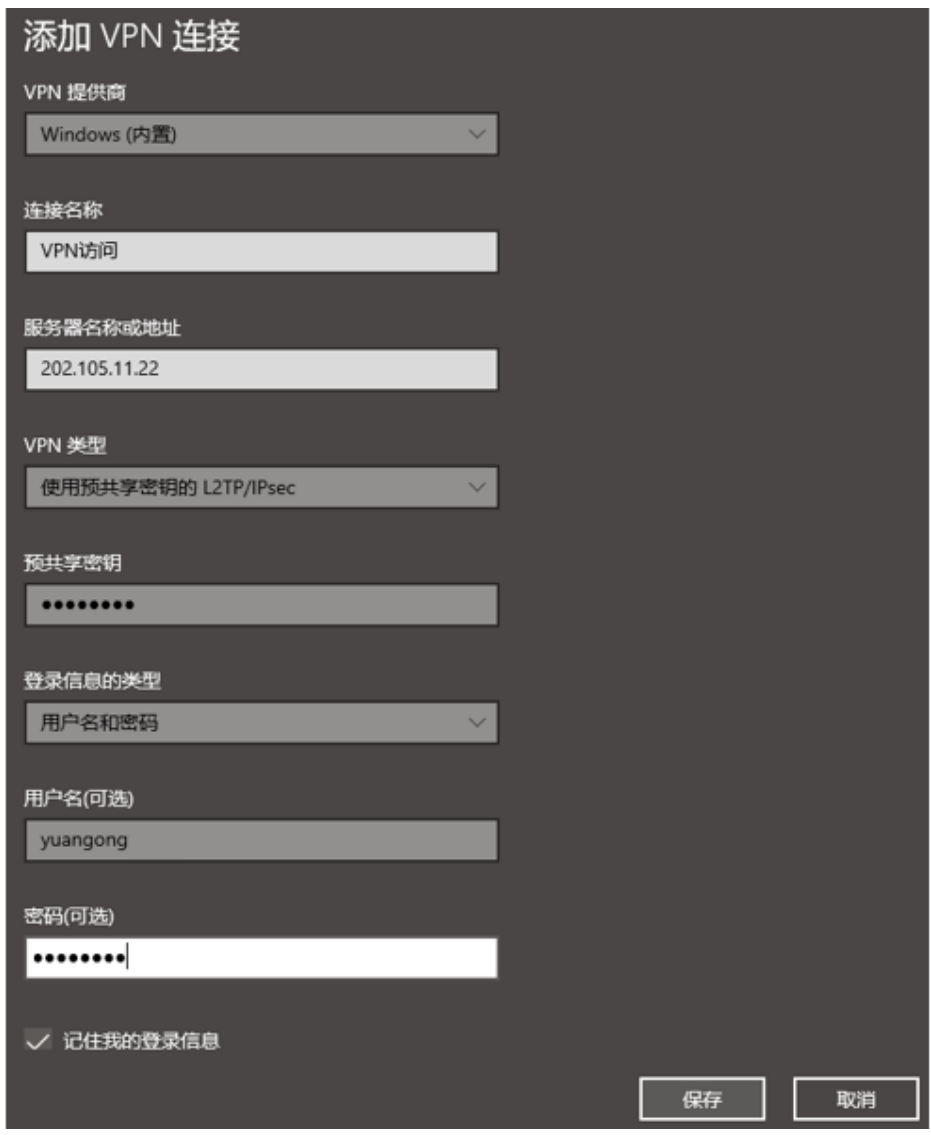 添加 VPN 连接
VPN 提供商
Windows (内置)
连接名称
VPN访问
服务器名称或地址
202.105.11.22
VPN 类型
使用预共享密钥的 L2TP/IPsec
预共享密钥
●●●●●●●●
登录信息的类型
用户名和密码
用户名(可选)
yuangong
密码(可选)
●●●●●●●●
记住我的登录信息
保存 取消